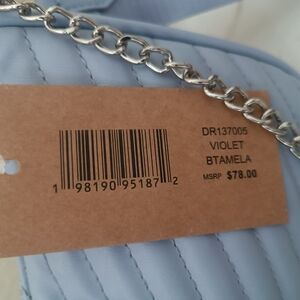 DR137005
VIOLET
BTAMELA
MSRP $78.00
1 98190 95187 2